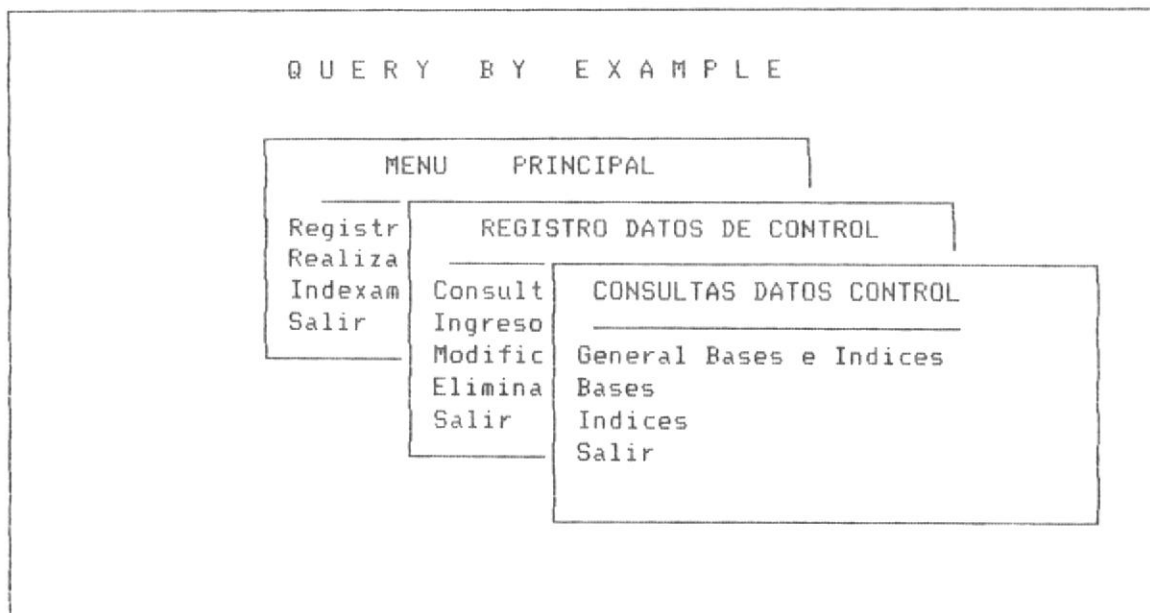 QUERY BY EXAMPLE
MENU PRINCIPAL
Registr
Realiza
Indexam
Salir
REGISTRO DATOS DE CONTROL
Consult
Ingreso
Modific
Elimina
Salir
CONSULTAS DATOS CONTROL
General Bases e Indices
Bases
Indices
Salir